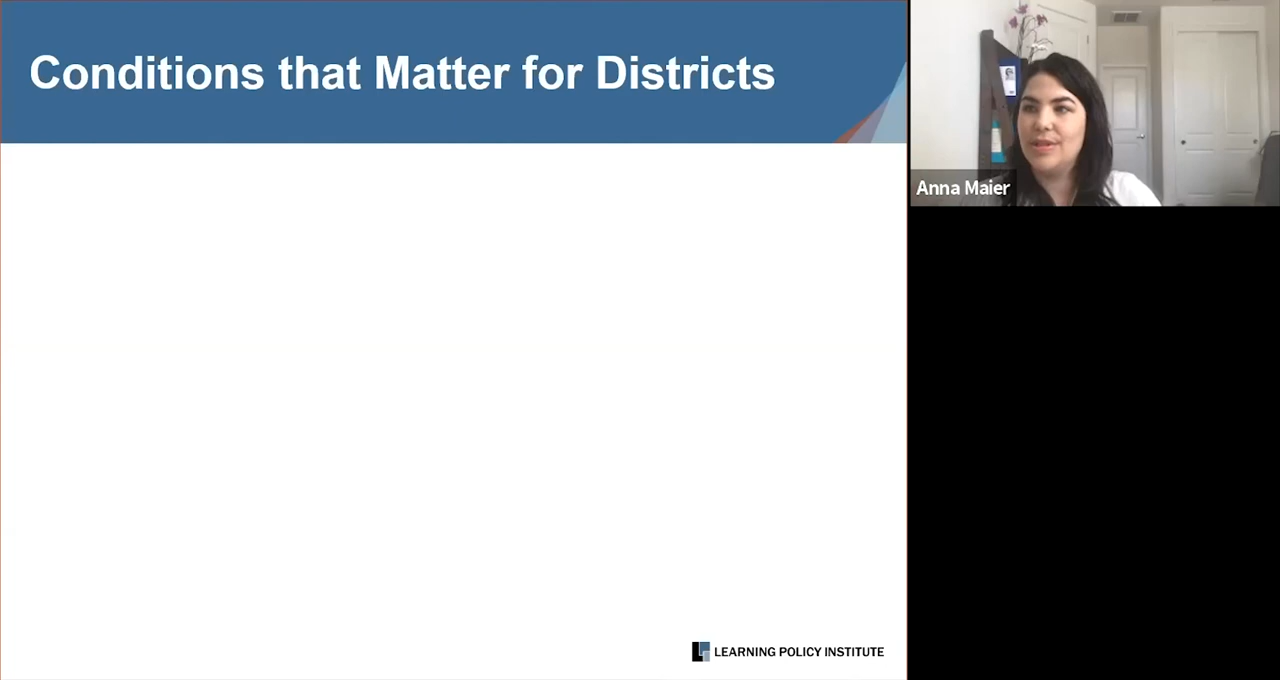 Conditions that Matter for Districts
Anna Maier
LEARNING POLICY INSTITUTE